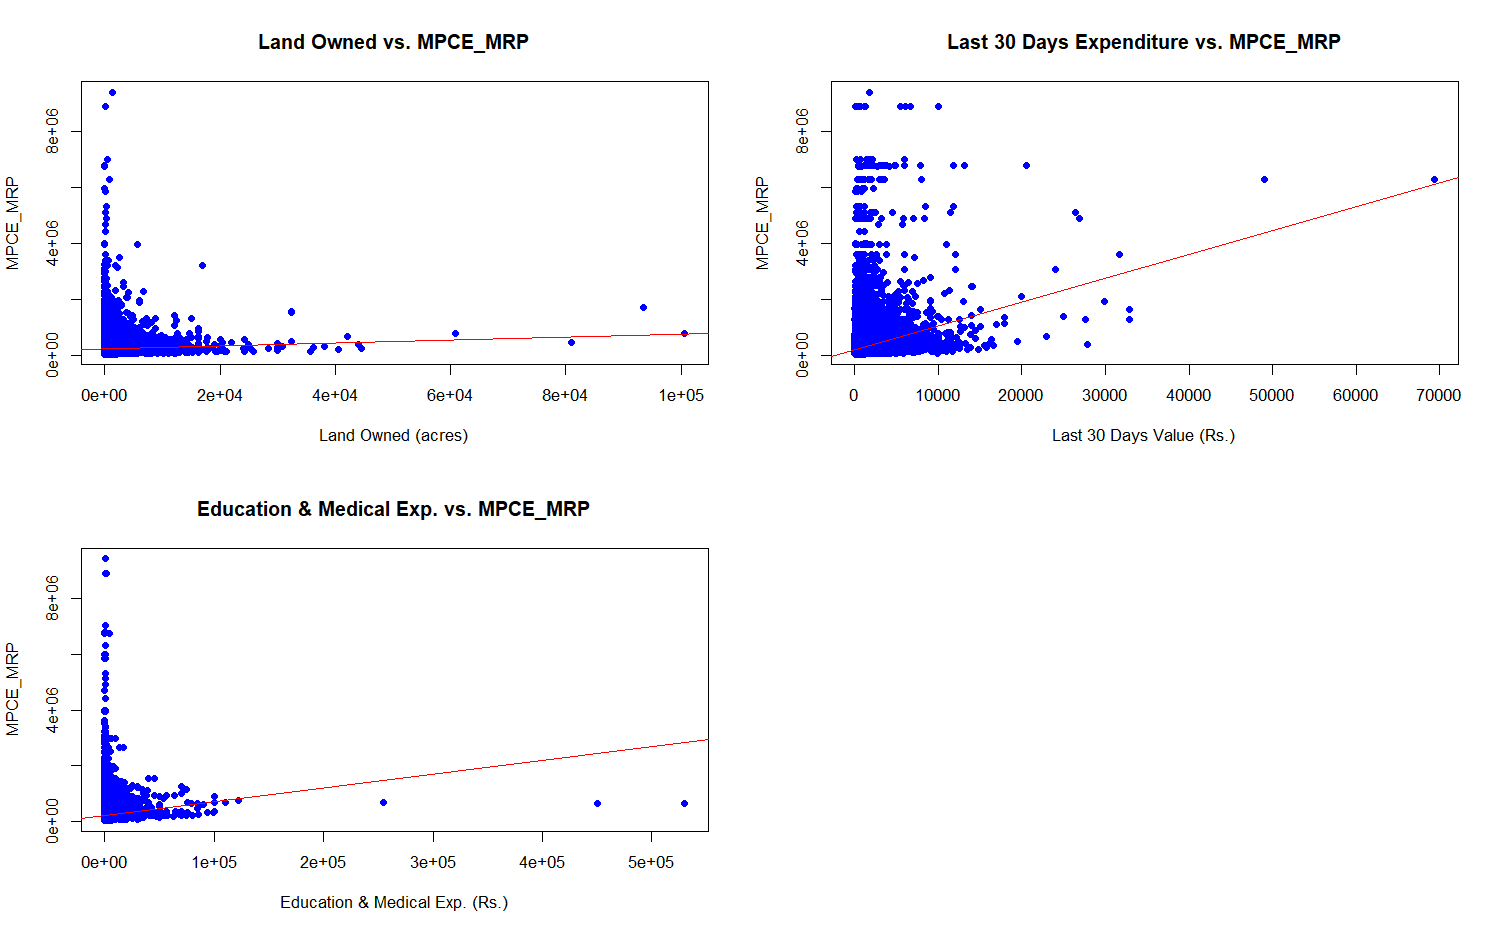 Land Owned vs. MPCE_MRP
MPCE_MRP
8e+06
4e+06
0e+00
0e+00 2e+04 4e+04 6e+04 8e+04 1e+05
Land Owned (acres)
Last 30 Days Expenditure vs. MPCE_MRP
MPCE_MRP
8e+06
4e+06
0e+00
0 10000 20000 30000 40000 50000 60000 70000
Last 30 Days Value (Rs.)
Education & Medical Exp. vs. MPCE_MRP
MPCE_MRP
8e+06
4e+06
0e+00
0e+00 1e+05 2e+05 3e+05 4e+05 5e+05
Education & Medical Exp. (Rs.)